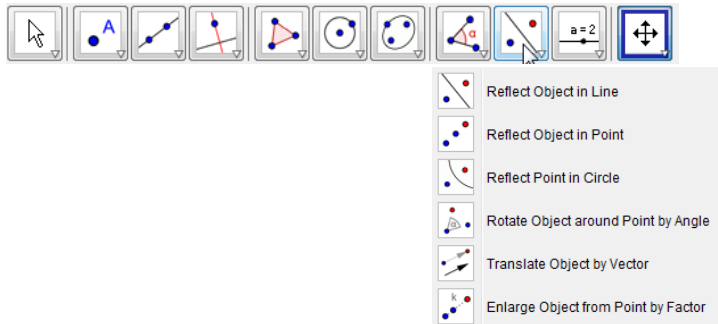 A α a = 2
Reflect Object in Line
Reflect Object in Point
Reflect Point in Circle
α
Rotate Object around Point by Angle
Translate Object by Vector
k
Enlarge Object from Point by Factor